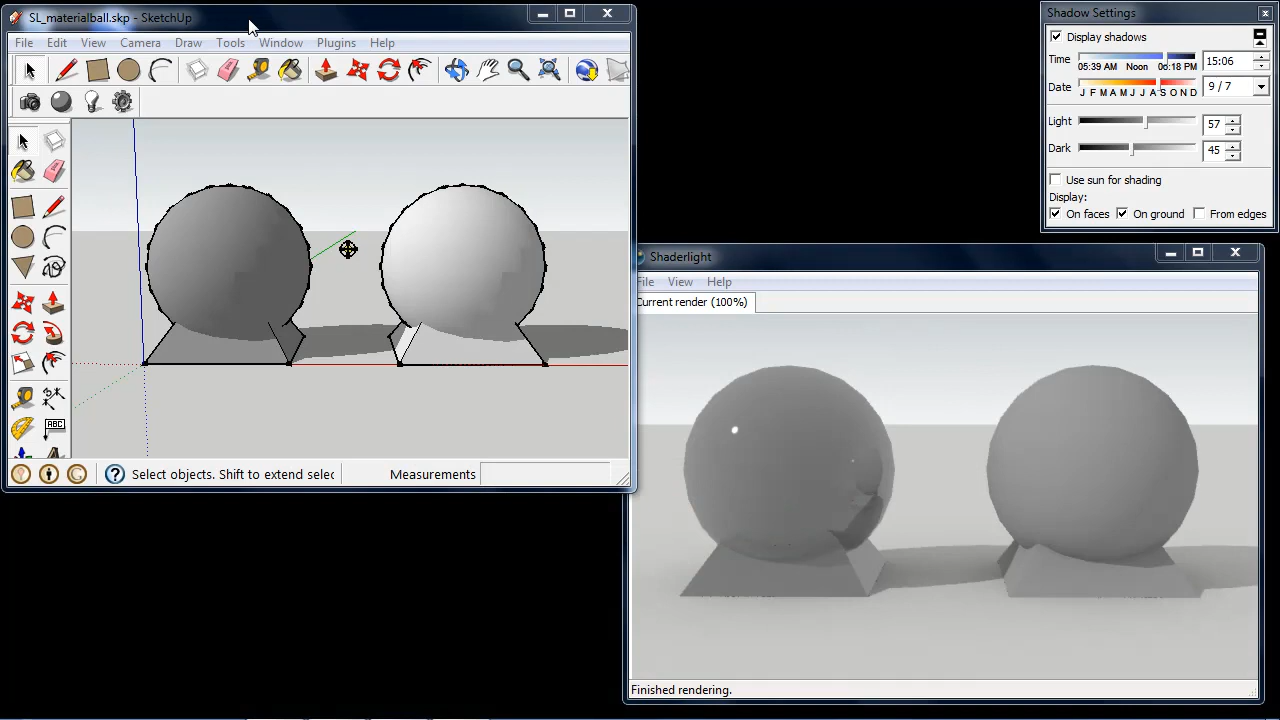 SL_materialball.skp - SketchUp
File Edit View Camera Draw Tools Window Plugins Help
ABC
Select objects. Shift to extend selec
Measurements
Shadow Settings
Display shadows
Time 05:39 AM Noon 06:18 PM 15:06
Date J F M A M J J A S O N D 9 / 7
Light 57
Dark 45
Use sun for shading
Display:
On faces On ground From edges
Shaderlight
File View Help
Current render (100%)
Finished rendering.